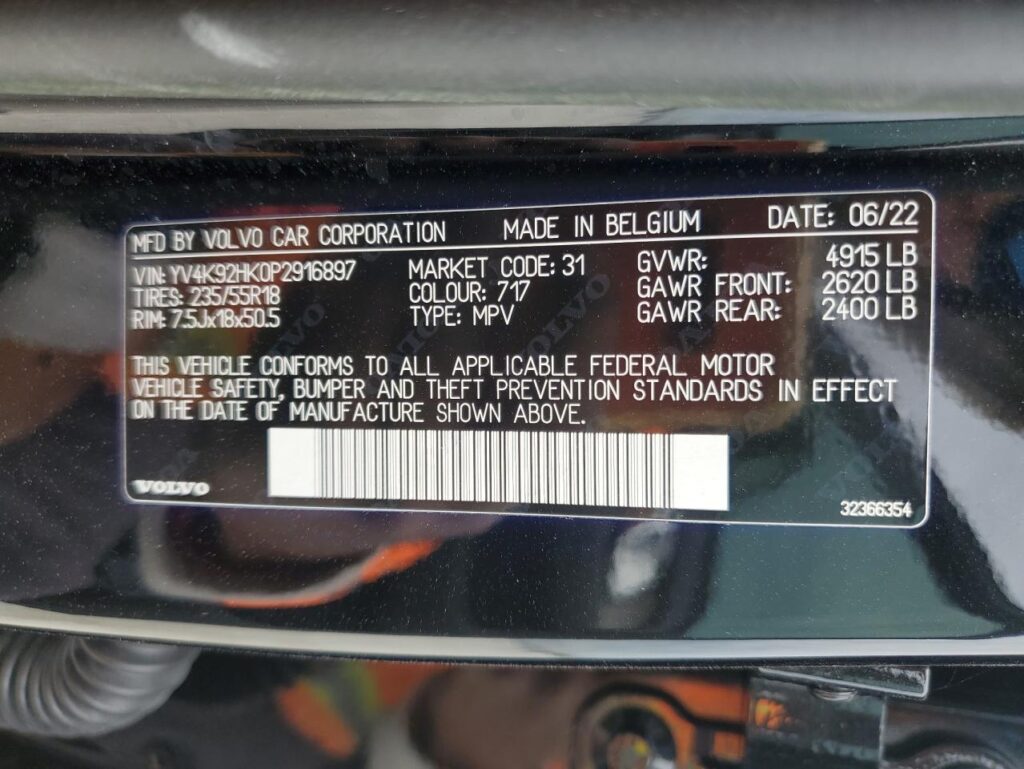 MFD BY VOLVO CAR CORPORATION MADE IN BELGIUM DATE: 06/22
VIN: YV4K92HK0P2916897 MARKET CODE: 31 GVWR: 4915 LB
TIRES: 235/55R18 COLOUR: 717 GAWR FRONT: 2620 LB
RIM: 7.5Jx18x50.5 TYPE: MPV GAWR REAR: 2400 LB
THIS VEHICLE CONFORMS TO ALL APPLICABLE FEDERAL MOTOR
VEHICLE SAFETY, BUMPER AND THEFT PREVENTION STANDARDS IN EFFECT
ON THE DATE OF MANUFACTURE SHOWN ABOVE.
VOLVO 32366354